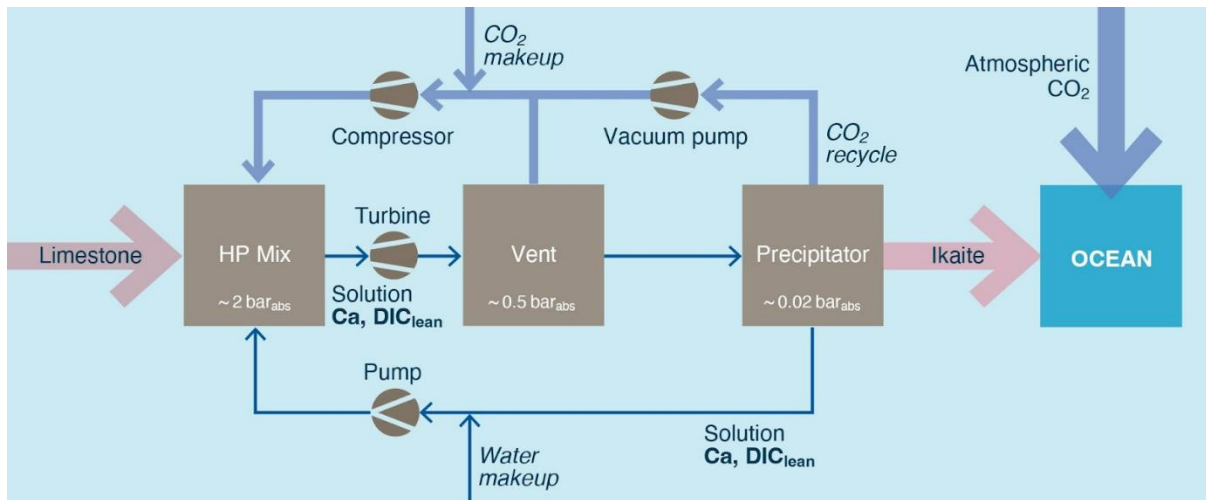 CO₂
makeup
Atmospheric
CO₂
Compressor
Vacuum pump
CO₂
recycle
Turbine
Limestone
HP Mix
Vent
Precipitator
Ikaite
OCEAN
~ 2 bar_abs
~ 0.5 bar_abs
~ 0.02 bar_abs
Solution
Ca, DIC_lean
Pump
Solution
Ca, DIC_lean
Water
makeup